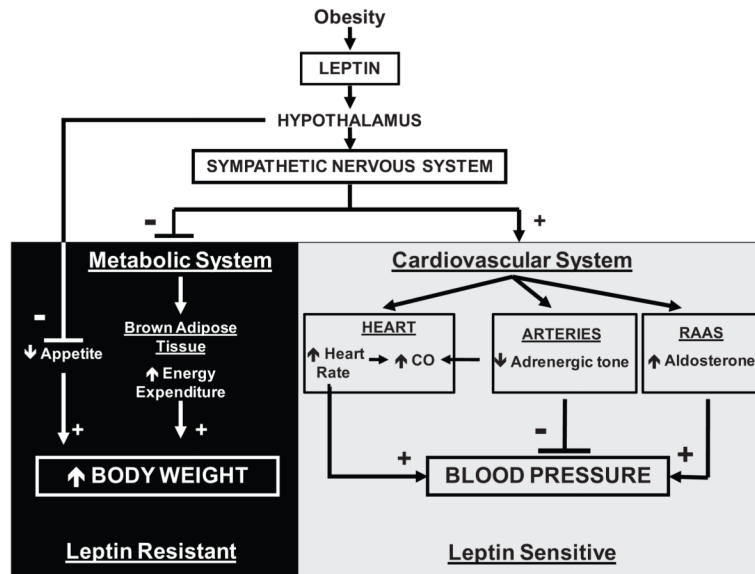 Obesity
LEPTIN
HYPOTHALAMUS
SYMPATHETIC NERVOUS SYSTEM
-
+
Metabolic System
Cardiovascular System
Brown Adipose
Tissue
↑ Energy
Expenditure
-
↓ Appetite
+
+
↑ BODY WEIGHT
Leptin Resistant
HEART
↑ Heart
Rate
↑ CO
ARTERIES
↓ Adrenergic tone
RAAS
↑ Aldosterone
+
-
+
BLOOD PRESSURE
Leptin Sensitive